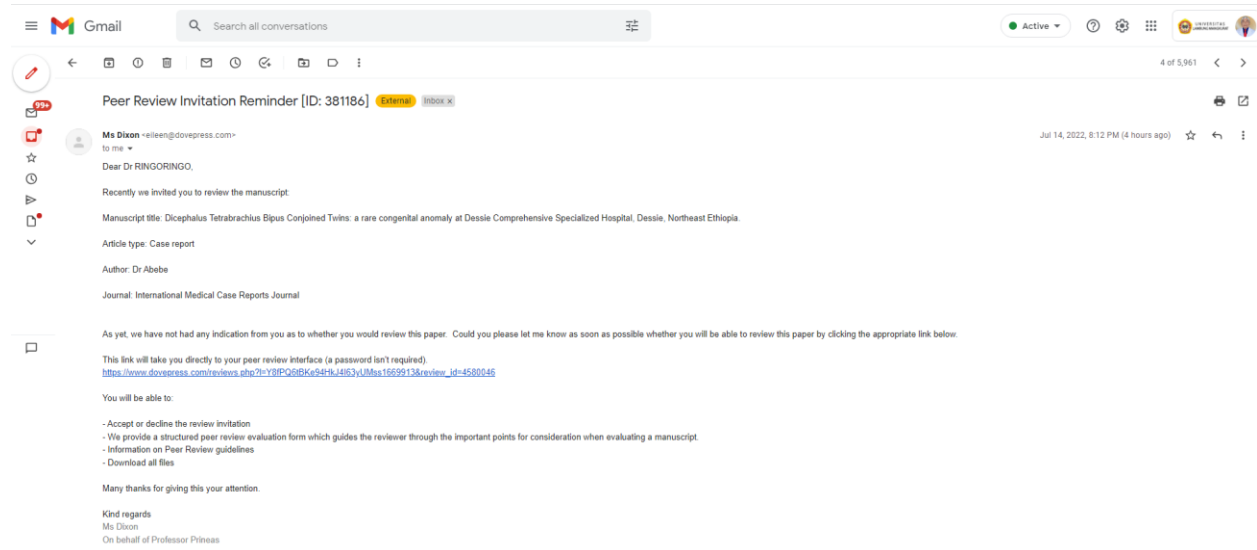 Gmail
Search all conversations
Active
UNIVERSITAS
LAMBUNG MANGKURAT
4 of 5,961
99+
Peer Review Invitation Reminder [ID: 381186] External Inbox x
Ms Dixon <eileen@dovepress.com>
Jul 14, 2022, 8:12 PM (4 hours ago)
to me
Dear Dr RINGORINGO,
Recently we invited you to review the manuscript:
Manuscript title: Dicephalus Tetrabrachius Bipus Conjoined Twins: a rare congenital anomaly at Dessie Comprehensive Specialized Hospital, Dessie, Northeast Ethiopia.
Article type: Case report
Author: Dr Abebe
Journal: International Medical Case Reports Journal
As yet, we have not had any indication from you as to whether you would review this paper. Could you please let me know as soon as possible whether you will be able to review this paper by clicking the appropriate link below.
This link will take you directly to your peer review interface (a password isn't required).
https://www.dovepress.com/reviews.php?l=Y8fPQ6tBKe94HkJ4l63yUMss1669913&review_id=4580046
You will be able to:
- Accept or decline the review invitation
- We provide a structured peer review evaluation form which guides the reviewer through the important points for consideration when evaluating a manuscript.
- Information on Peer Review guidelines
- Download all files
Many thanks for giving this your attention.
Kind regards
Ms Dixon
On behalf of Professor Prineas